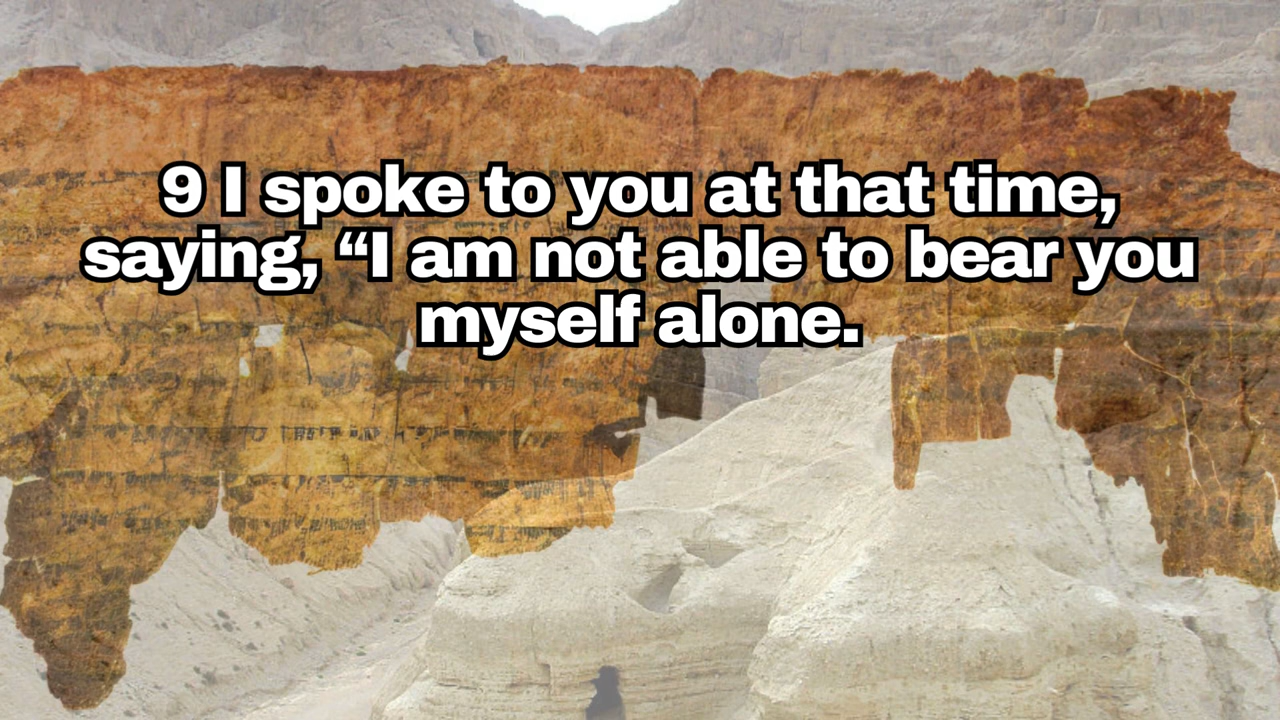 9 I spoke to you at that time,
saying, “I am not able to bear you
myself alone.